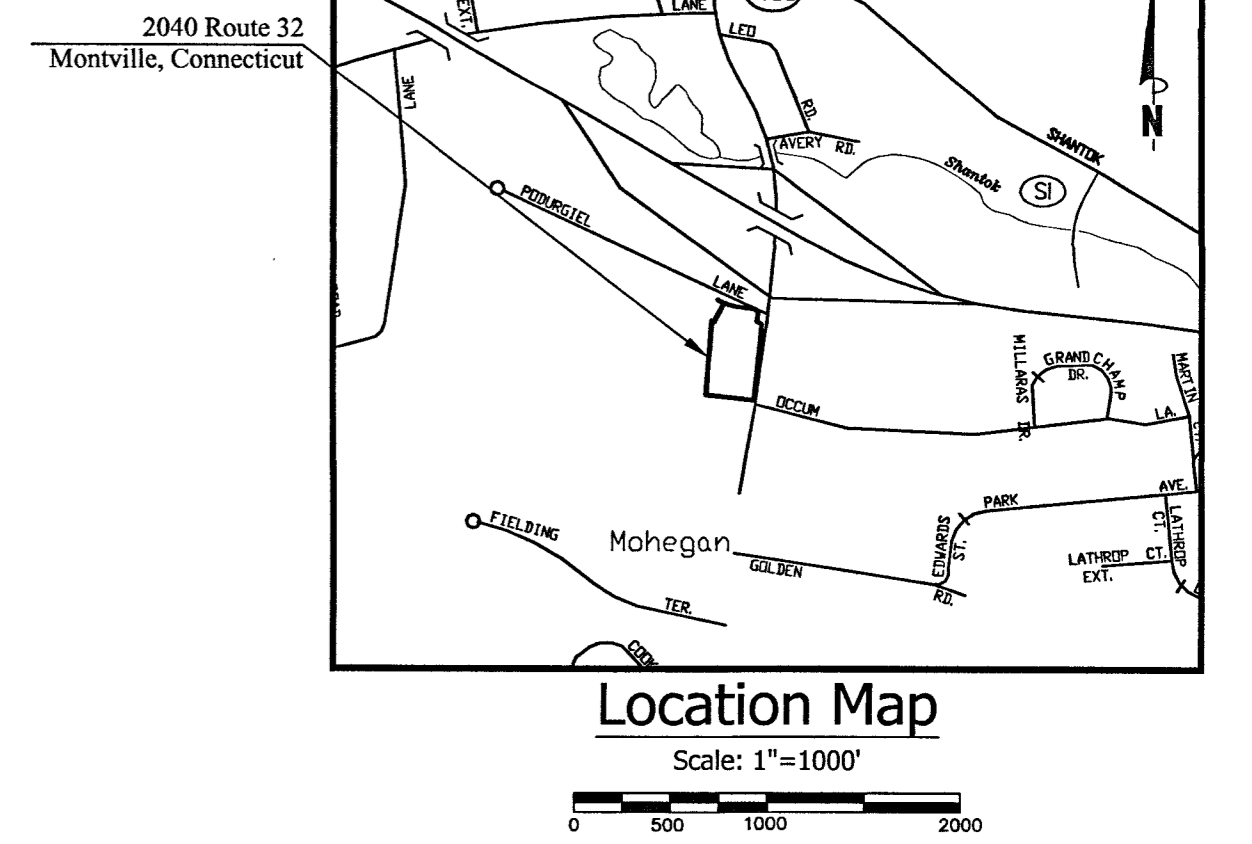 2040 Route 32
Montville, Connecticut
EXT.
LANE
LEO
RD.
LANE
AVERY RD.
SHANTOK
Shantok
SI
N
PODURGIEL
LANE
MILLARAS DR.
GRAND CHAMP
DR.
MARTIN
LA.
OCCUM
AVE.
PARK
EDWARDS
ST.
LATHROP
CT.
LATHROP CT.
EXT.
FIELDING
TER.
Mohegan
GOLDEN
RD.
COOK
Location Map
Scale: 1"=1000'
0 500 1000 2000